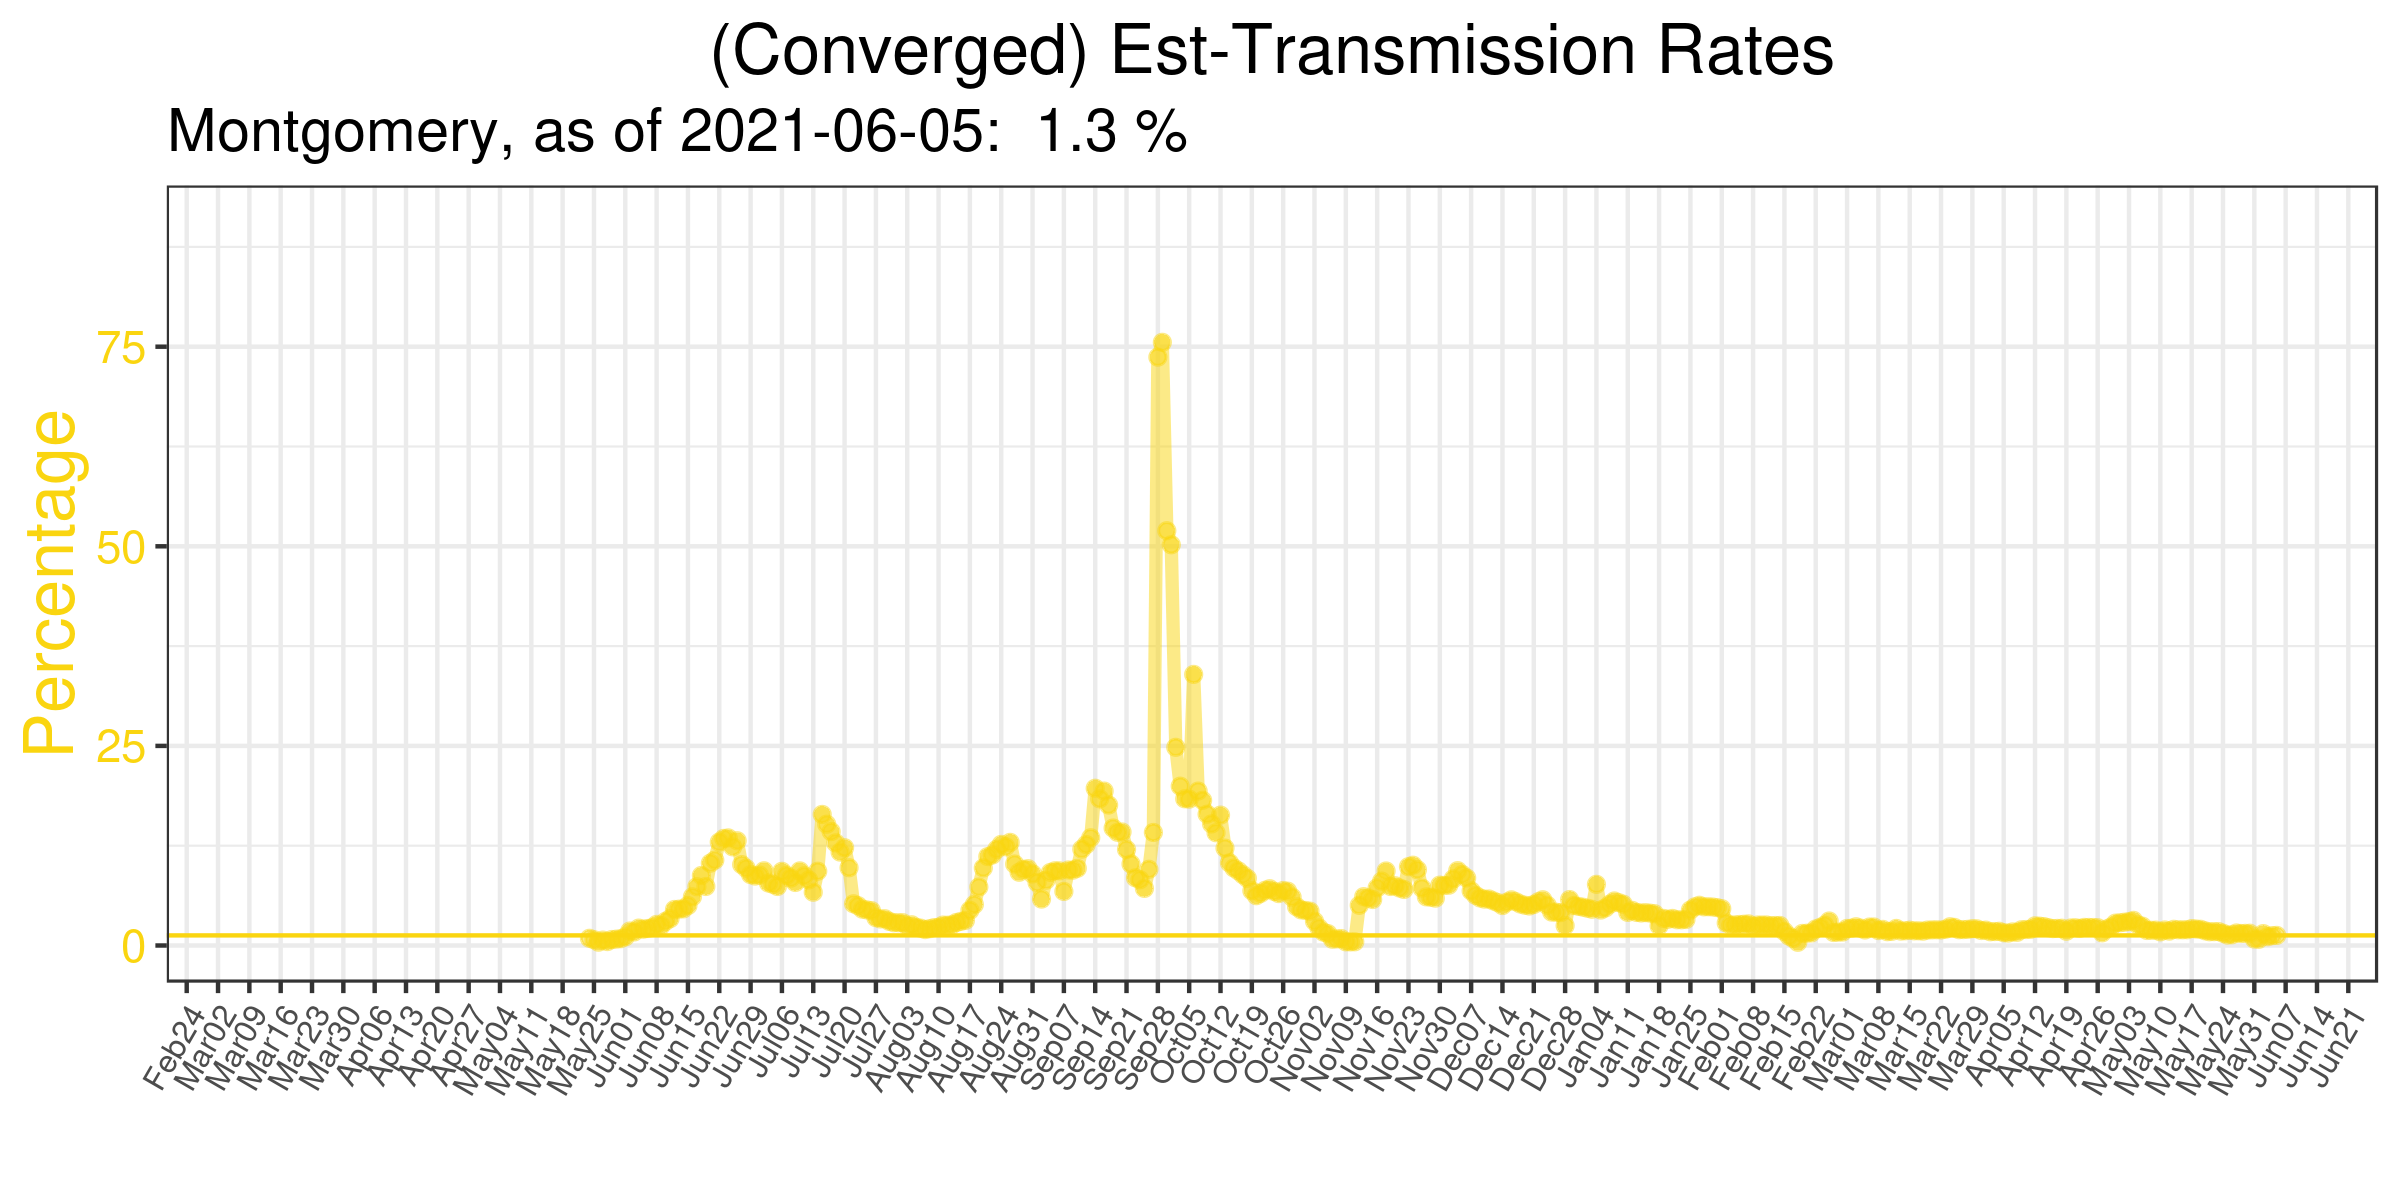 (Converged) Est-Transmission Rates
Montgomery, as of 2021-06-05:  1.3 %
Percentage
75
50
25
0
Feb24
Mar02
Mar09
Mar16
Mar23
Mar30
Apr06
Apr13
Apr20
Apr27
May04
May11
May18
May25
Jun01
Jun08
Jun15
Jun22
Jun29
Jul06
Jul13
Jul20
Jul27
Aug03
Aug10
Aug17
Aug24
Aug31
Sep07
Sep14
Sep21
Sep28
Oct05
Oct12
Oct19
Oct26
Nov02
Nov09
Nov16
Nov23
Nov30
Dec07
Dec14
Dec21
Dec28
Jan04
Jan11
Jan18
Jan25
Feb01
Feb08
Feb15
Feb22
Mar01
Mar08
Mar15
Mar22
Mar29
Apr05
Apr12
Apr19
Apr26
May03
May10
May17
May24
May31
Jun07
Jun14
Jun21